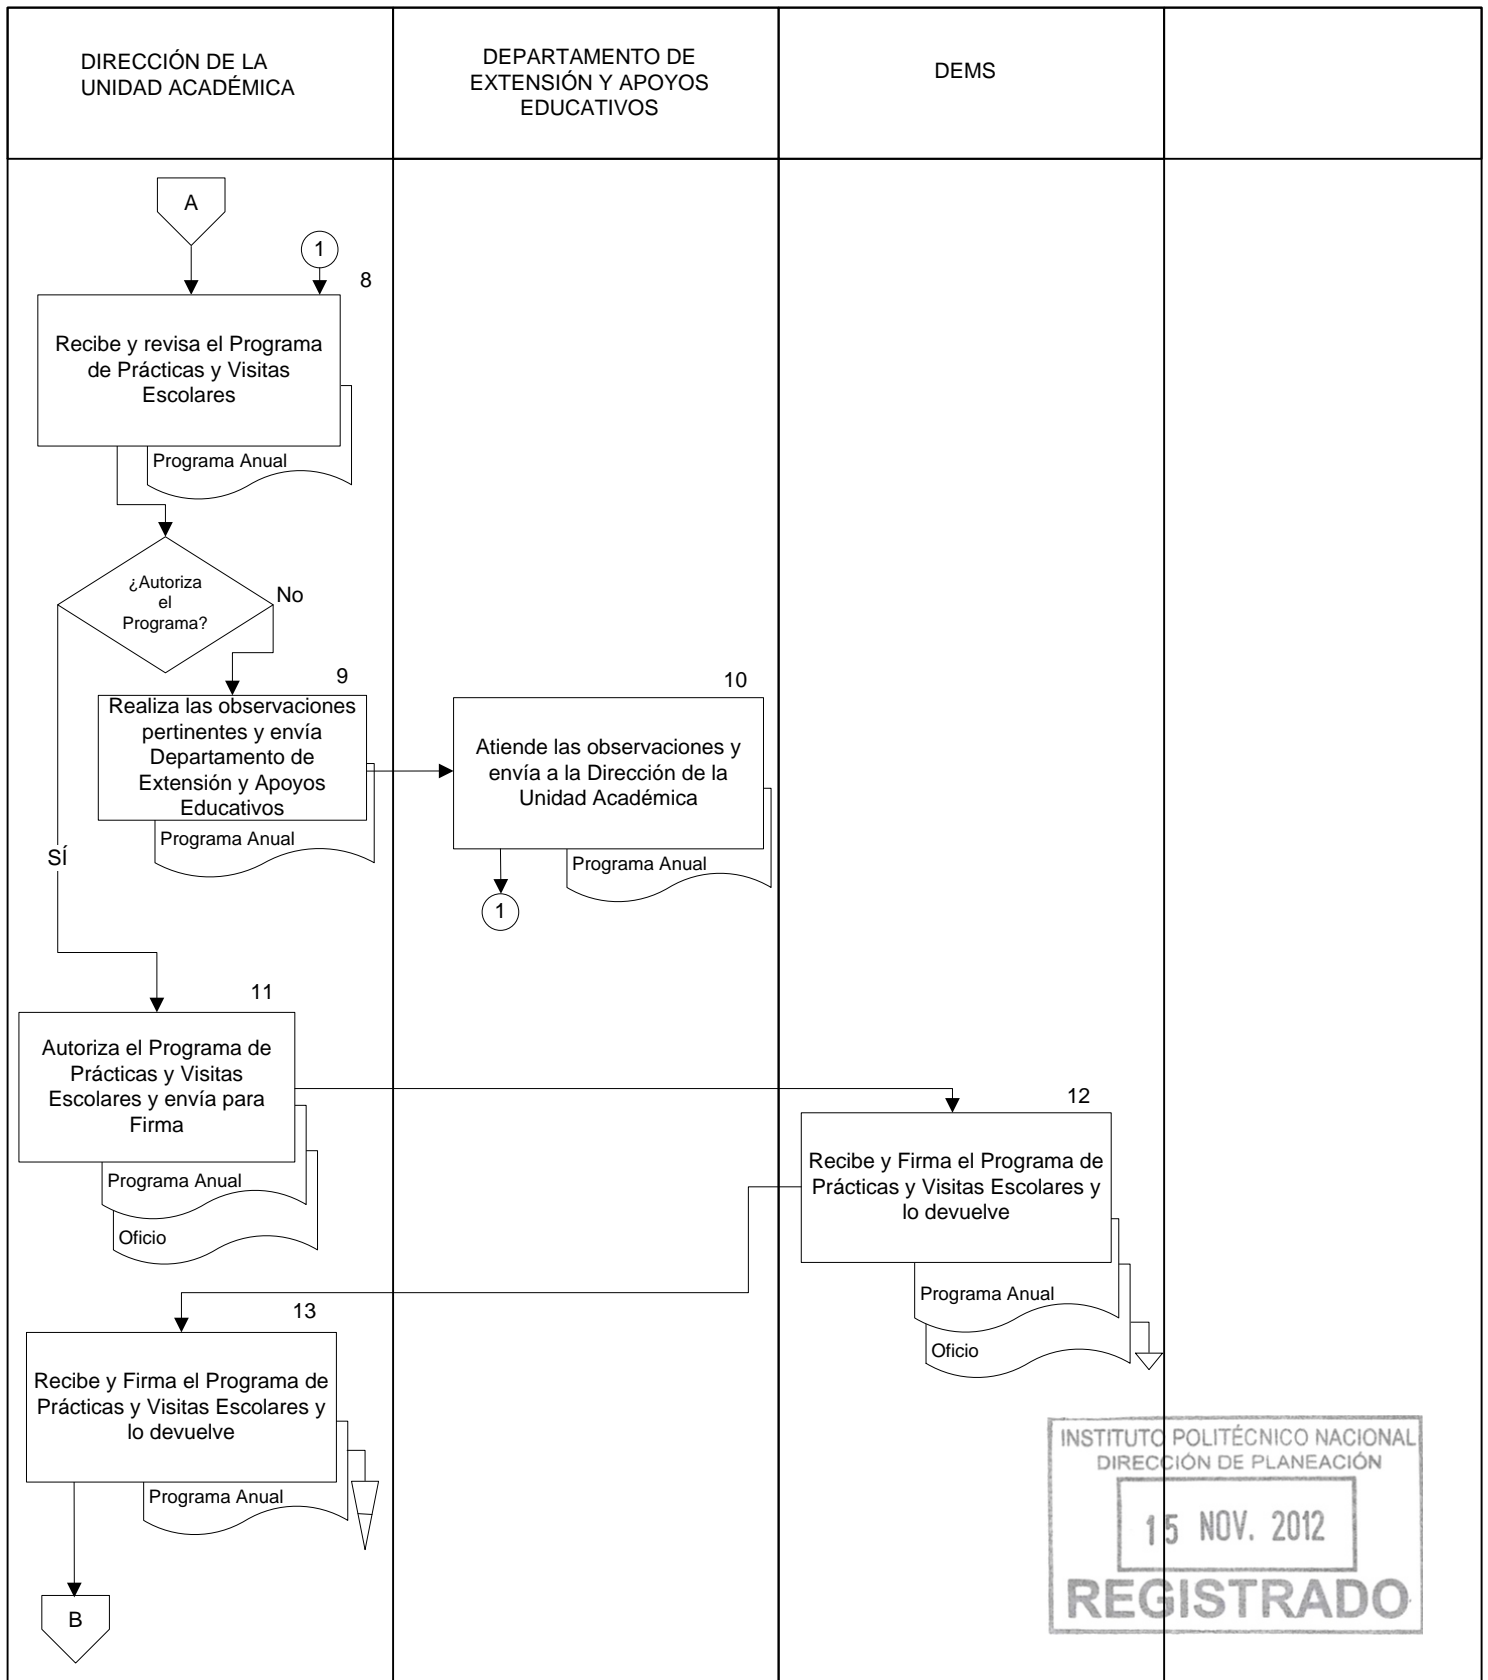 DIRECCIÓN DE LA
UNIDAD ACADÉMICA
DEPARTAMENTO DE
EXTENSIÓN Y APOYOS
EDUCATIVOS
DEMS
A
1
8
Recibe y revisa el Programa
de Prácticas y Visitas
Escolares
Programa Anual
¿Autoriza
el
Programa?
No
9
Realiza las observaciones
pertinentes y envía
Departamento de
Extensión y Apoyos
Educativos
Programa Anual
10
Atiende las observaciones y
envía a la Dirección de la
Unidad Académica
Programa Anual
1
SÍ
11
Autoriza el Programa de
Prácticas y Visitas
Escolares y envía para
Firma
Programa Anual
Oficio
12
Recibe y Firma el Programa de
Prácticas y Visitas Escolares y
lo devuelve
Programa Anual
Oficio
13
Recibe y Firma el Programa de
Prácticas y Visitas Escolares y
lo devuelve
Programa Anual
B
INSTITUTO POLITÉCNICO NACIONAL
DIRECCIÓN DE PLANEACIÓN
15 NOV. 2012
REGISTRADO